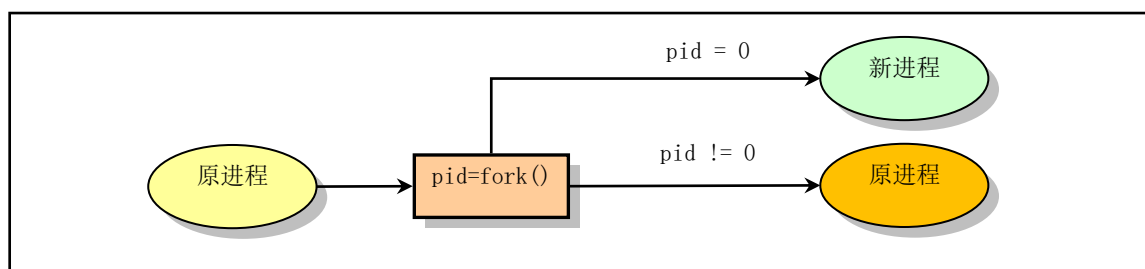 pid = 0
新进程
原进程
pid=fork()
pid != 0
原进程